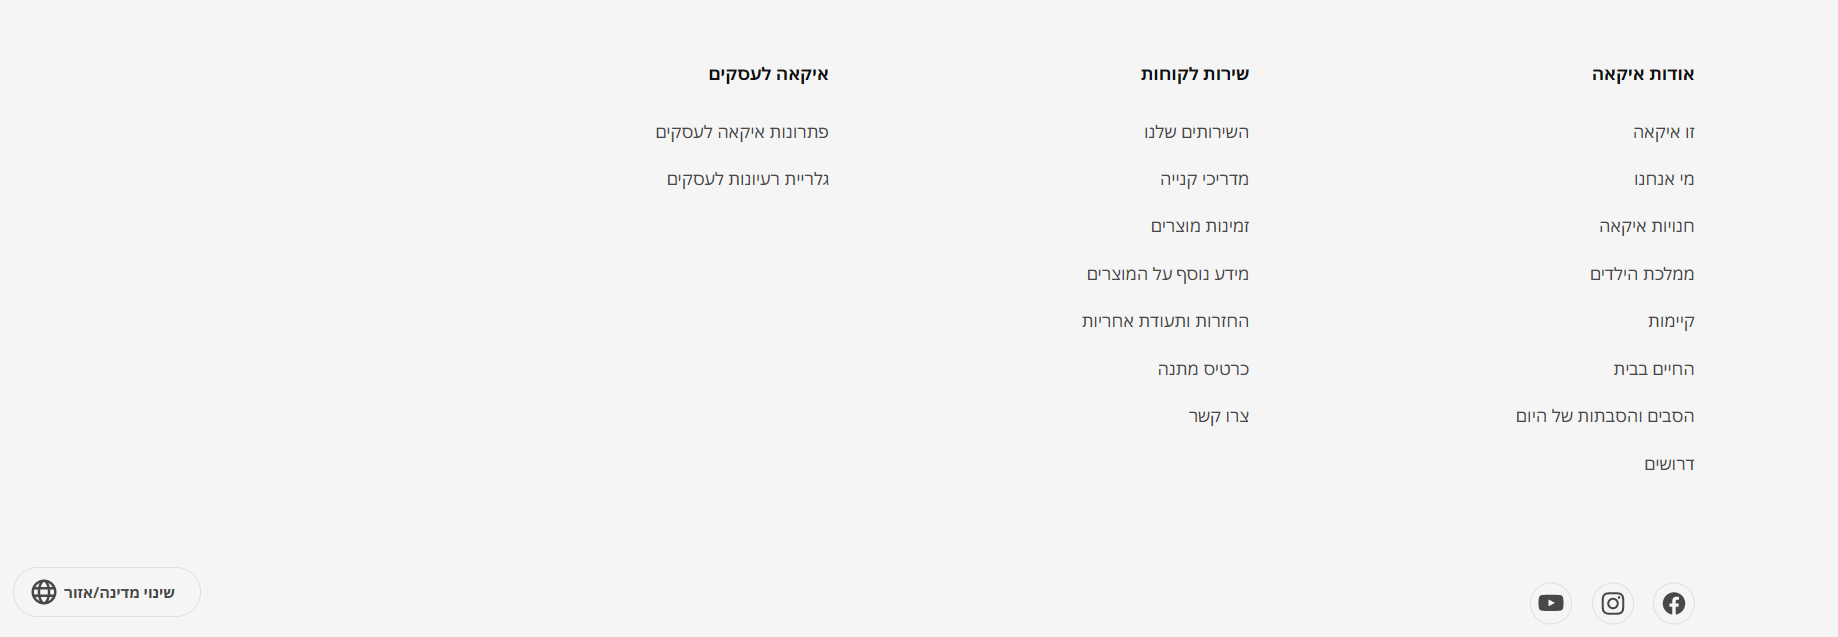 אודות איקאה
זו איקאה
מי אנחנו
חנויות איקאה
ממלכת הילדים
קיימות
החיים בבית
הסבים והסבתות של היום
דרושים
שירות לקוחות
השירותים שלנו
מדריכי קנייה
זמינות מוצרים
מידע נוסף על המוצרים
החזרות ותעודת אחריות
כרטיס מתנה
צרו קשר
איקאה לעסקים
פתרונות איקאה לעסקים
גלריית רעיונות לעסקים
שינוי מדינה/אזור